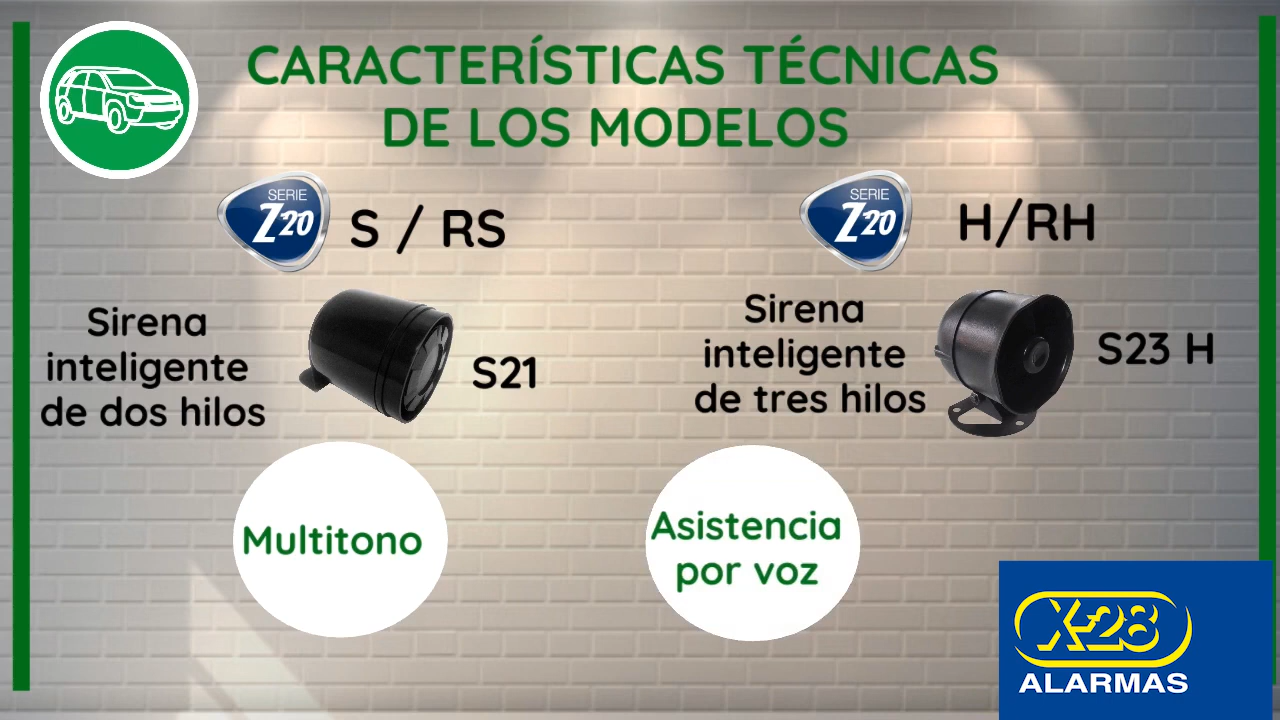 CARACTERÍSTICAS TÉCNICAS
DE LOS MODELOS
SERIE
Z20
S / RS
SERIE
Z20
H/RH
Sirena
inteligente
de dos hilos
S21
Sirena
inteligente
de tres hilos
S23 H
Multitono
Asistencia
por voz
X-28
ALARMAS